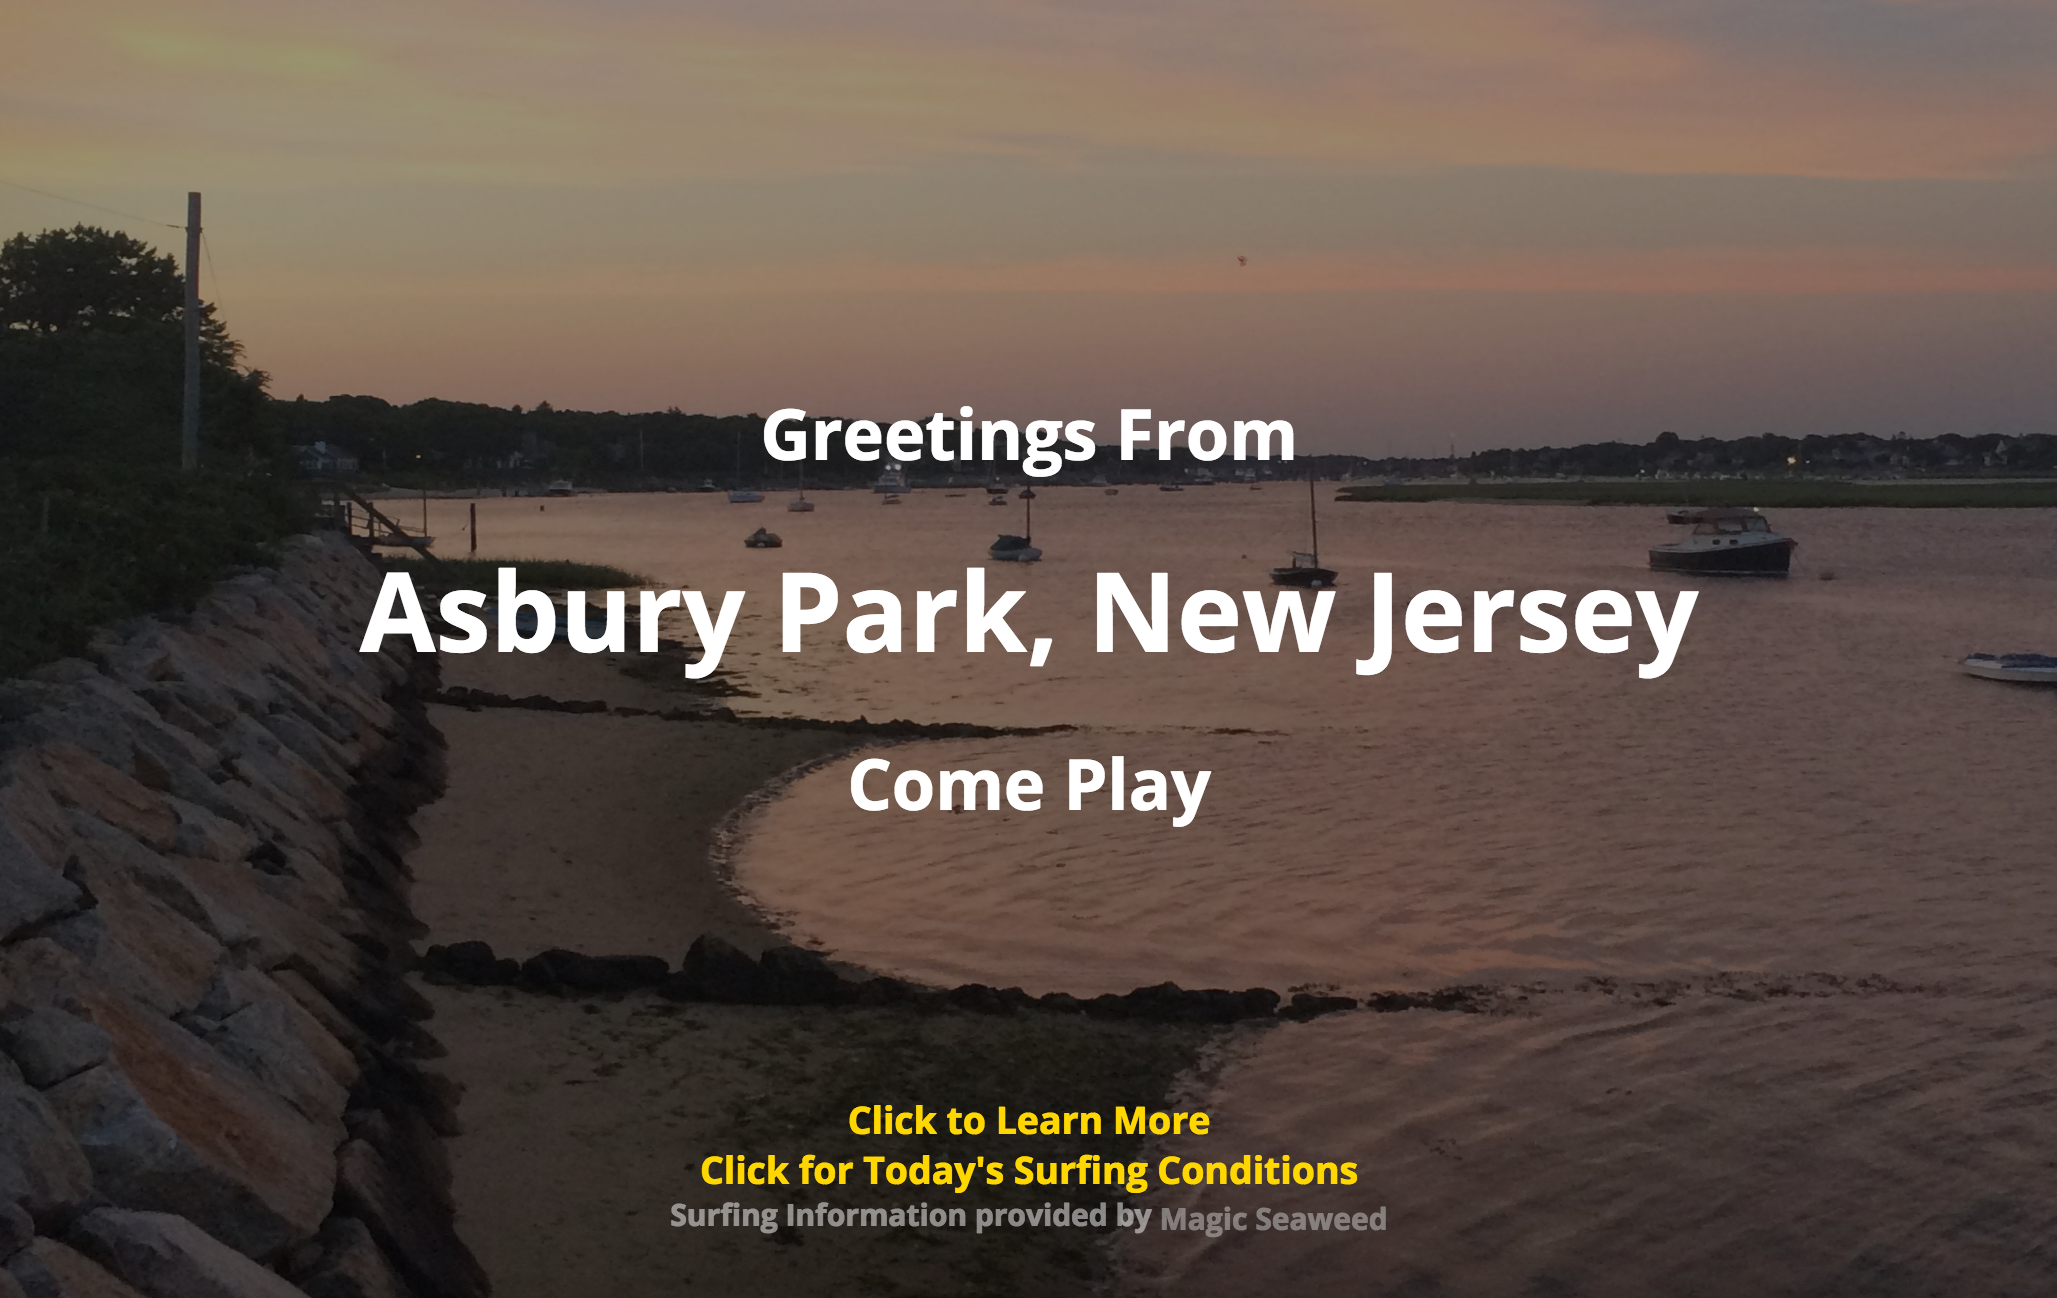 Greetings From
Asbury Park, New Jersey
Come Play
Click to Learn More
Click for Today's Surfing Conditions
Surfing Information provided by Magic Seaweed